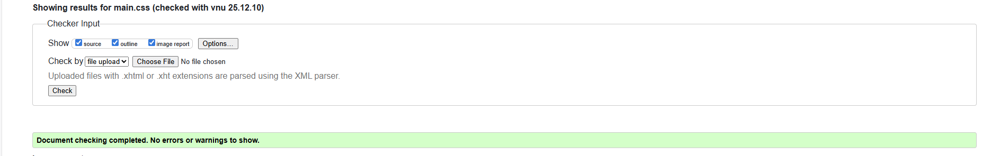 Showing results for main.css (checked with vnu 25.12.10)
Checker Input
Show source outline image report Options...
Check by file upload Choose File No file chosen
Uploaded files with .xhtml or .xht extensions are parsed using the XML parser.
Check
Document checking completed. No errors or warnings to show.